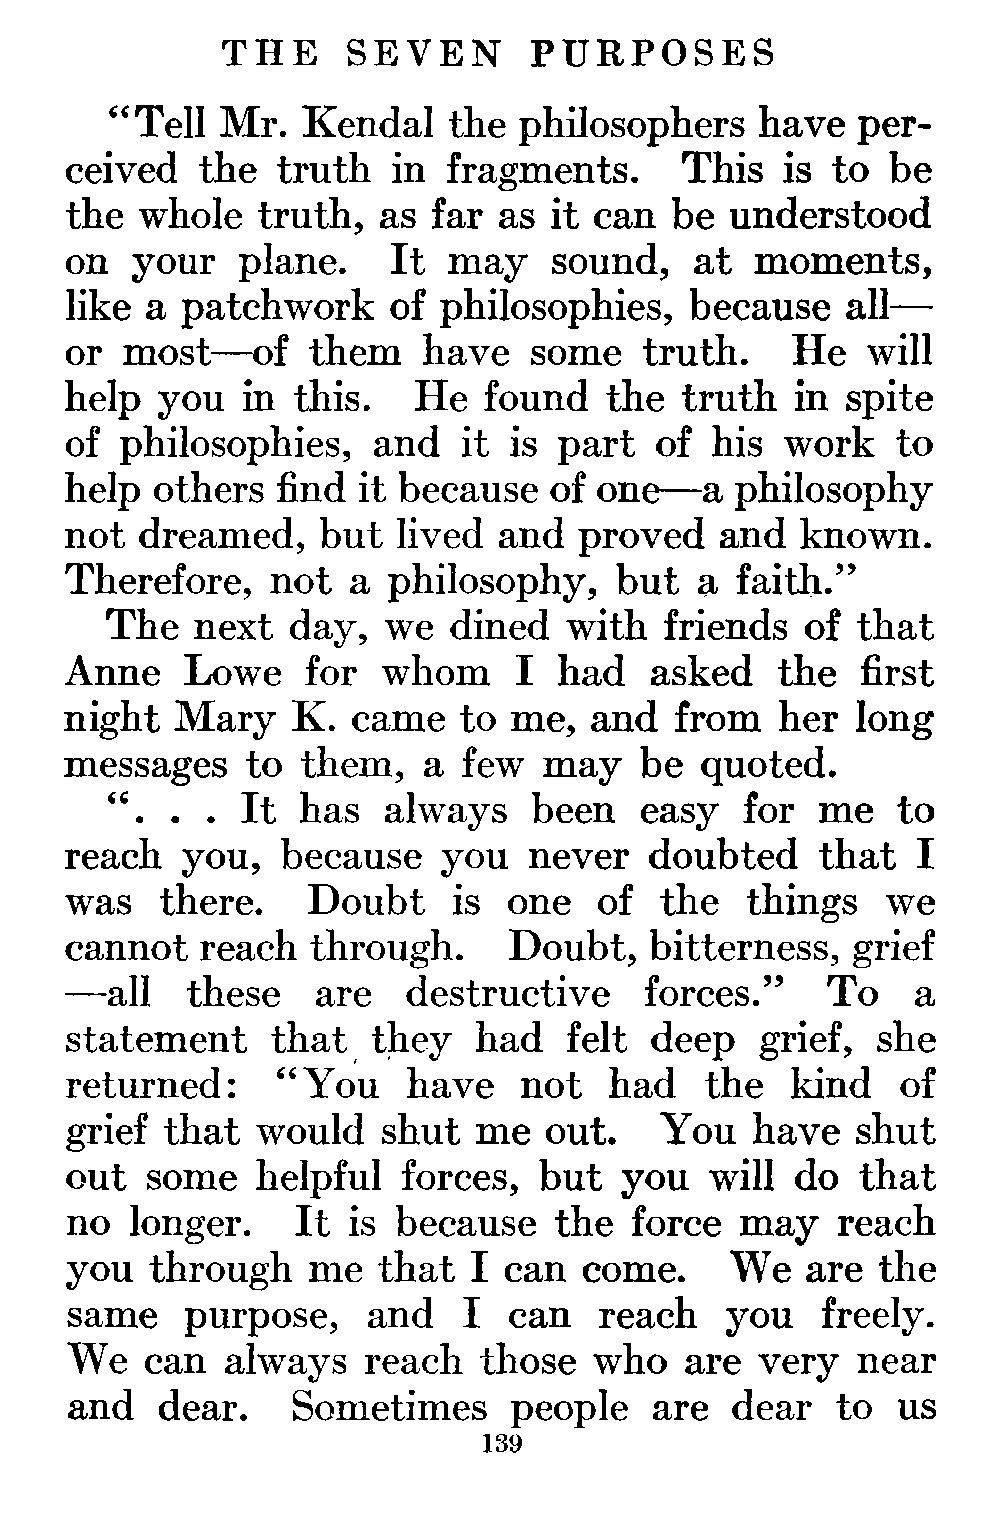 THE SEVEN PURPOSES
“Tell Mr. Kendal the philosophers have per-
ceived the truth in fragments. This is to be
the whole truth, as far as it can be understood
on your plane. It may sound, at moments,
like a patchwork of philosophies, because all—
or most—of them have some truth. He will
help you in this. He found the truth in spite
of philosophies, and it is part of his work to
help others find it because of one—a philosophy
not dreamed, but lived and proved and known.
Therefore, not a philosophy, but a faith.”
The next day, we dined with friends of that
Anne Lowe for whom I had asked the first
night Mary K. came to me, and from her long
messages to them, a few may be quoted.
“. . . It has always been easy for me to
reach you, because you never doubted that I
was there. Doubt is one of the things we
cannot reach through. Doubt, bitterness, grief
—all these are destructive forces.” To a
statement that they had felt deep grief, she
returned: “You have not had the kind of
grief that would shut me out. You have shut
out some helpful forces, but you will do that
no longer. It is because the force may reach
you through me that I can come. We are the
same purpose, and I can reach you freely.
We can always reach those who are very near
and dear. Sometimes people are dear to us
139